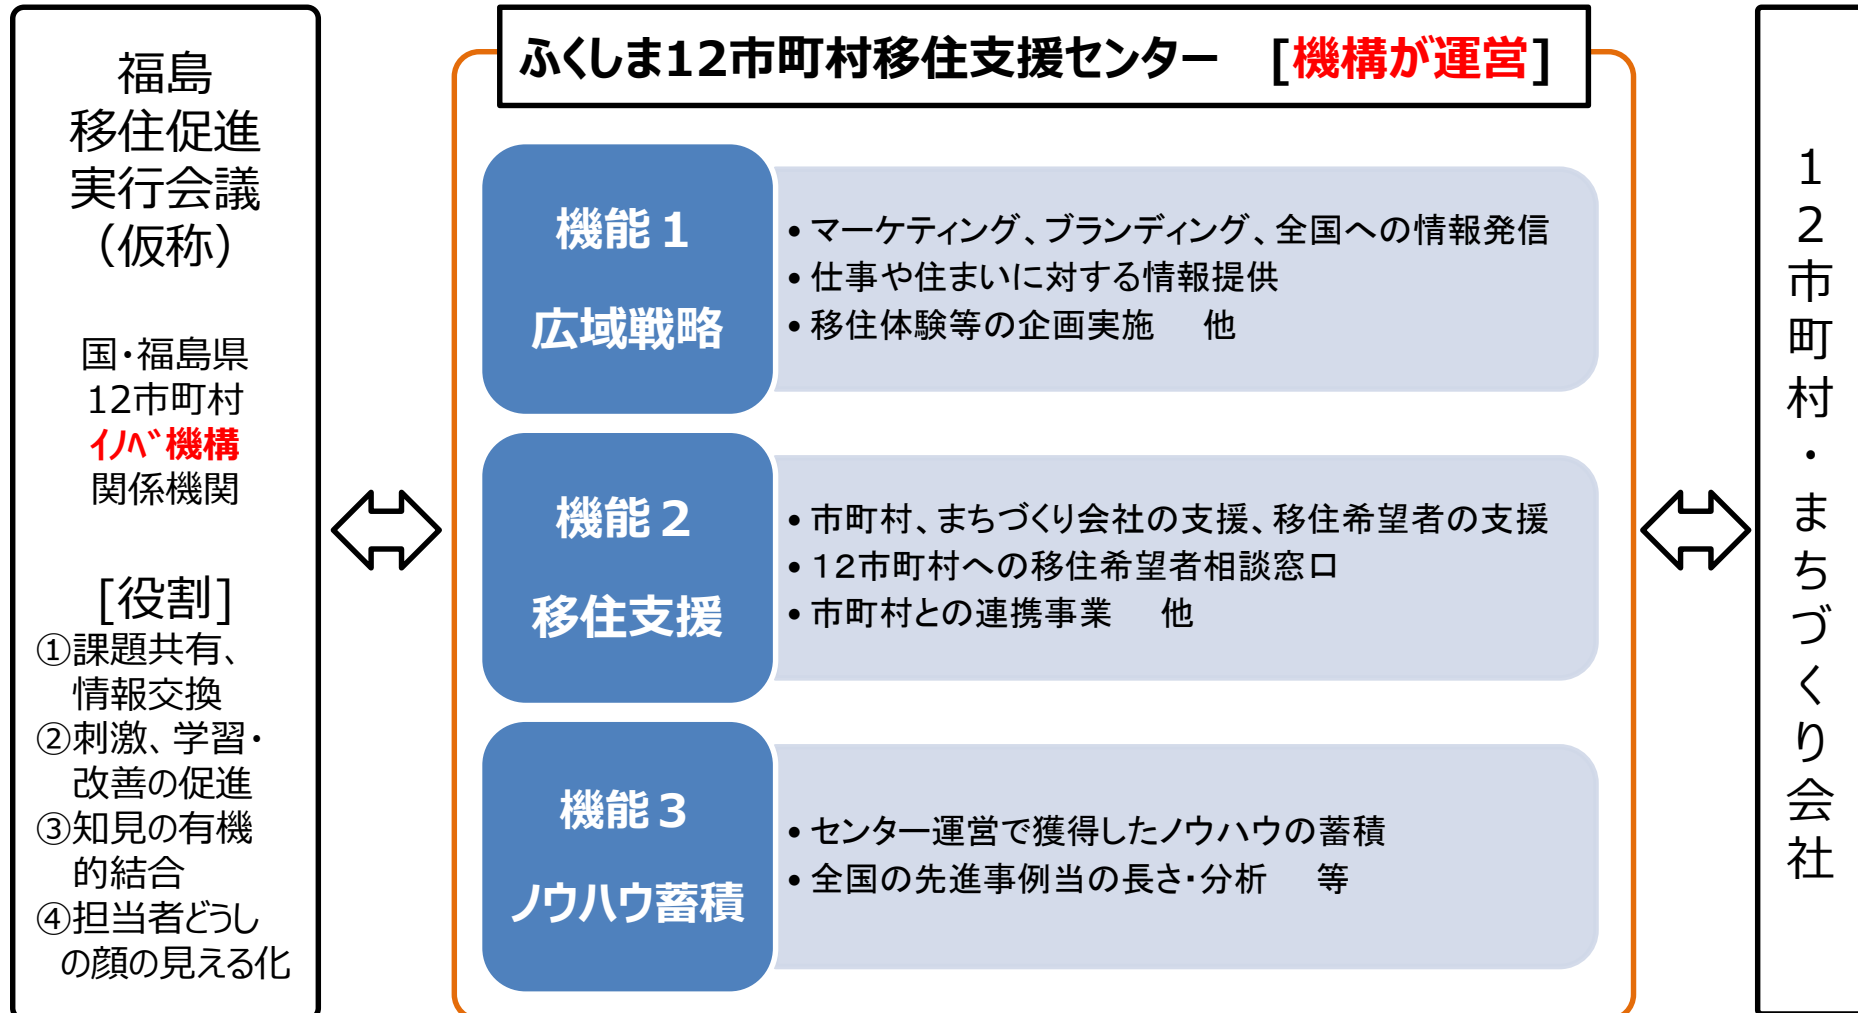 福島
移住促進
実行会議
（仮称）
国・福島県
12市町村
ｲﾉﾍﾞ機構
関係機関
[役割]
①課題共有、
情報交換
②刺激、学習・
改善の促進
③知見の有機
的結合
④担当者どうし
の顔の見える化
ふくしま12市町村移住支援センター　[機構が運営]
機能１
広域戦略
• マーケティング、ブランディング、全国への情報発信
• 仕事や住まいに対する情報提供
• 移住体験等の企画実施　他
機能２
移住支援
• 市町村、まちづくり会社の支援、移住希望者の支援
• １２市町村への移住希望者相談窓口
• 市町村との連携事業　他
機能３
ノウハウ蓄積
• センター運営で獲得したノウハウの蓄積
• 全国の先進事例当の長さ・分析　等
１２市町村・まちづくり会社